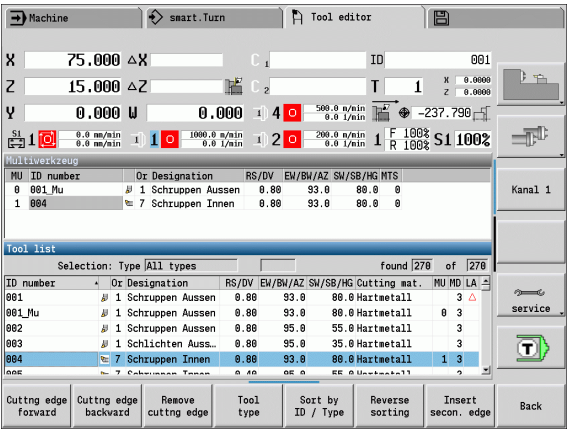 Machine smart.Turn Tool editor
X 75.000 ΔX C 1 ID 001
Z 15.000 ΔZ C 2 T 1 X 0.0000
Z 0.0000
Y 0.000 W 0.000 1) 4 500.0 m/min 0.0 1/min -237.790
S1 1 0.0 mm/min 0.0 mm/min 1) 1 1000.0 m/min 0.0 1/min 1) 2 200.0 m/min 0.0 1/min 1 F 100% R 100% S1 100%
Multiwerkzeug
MU ID number Or Designation RS/DV EW/BW/AZ SW/SB/HG MTS
0 001_Mu 1 Schruppen Aussen 0.80 93.0 80.0 0
1 004 7 Schruppen Innen 0.80 93.0 80.0 0
Kanal 1
Tool list
Selection: Type All types found 270 of 270
ID number Or Designation RS/DV EW/BW/AZ SW/SB/HG Cutting mat. MU MD LA
001 1 Schruppen Aussen 0.80 93.0 80.0 Hartmetall 3
001_Mu 1 Schruppen Aussen 0.80 93.0 80.0 Hartmetall 0 3
002 1 Schruppen Aussen 0.80 95.0 55.0 Hartmetall 3
003 1 Schlichten Auss… 0.80 95.0 35.0 Hartmetall 3
004 7 Schruppen Innen 0.80 93.0 80.0 Hartmetall 1 3
service
T
Cuttng edge forward
Cuttng edge backward
Remove cuttng edge
Tool type
Sort by ID / Type
Reverse sorting
Insert secon. edge
Back